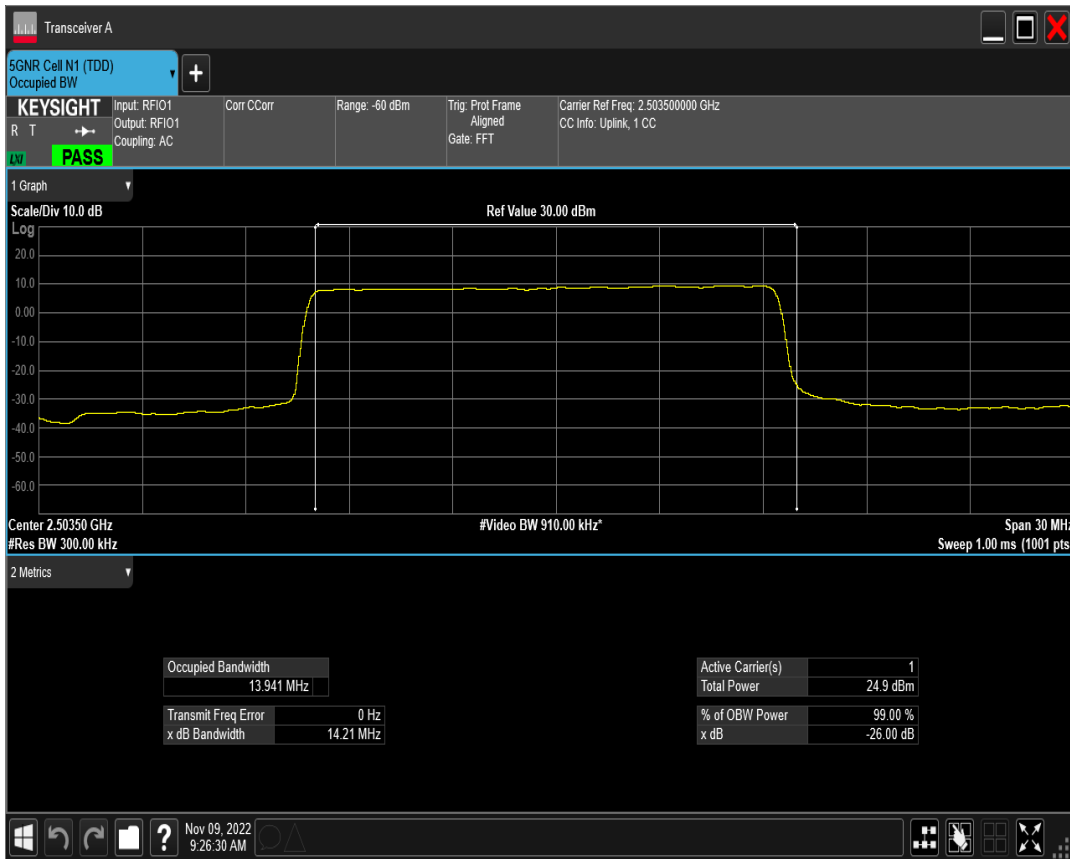 Transceiver A
5GNR Cell N1 (TDD)
Occupied BW
+
KEYSIGHT
R T
LXI
PASS
Input: RFIO1
Output: RFIO1
Coupling: AC
Corr CCorr
Range: -60 dBm
Trig: Prot Frame
Aligned
Gate: FFT
Carrier Ref Freq: 2.503500000 GHz
CC Info: Uplink, 1 CC
1 Graph
Scale/Div 10.0 dB
Ref Value 30.00 dBm
Log
20.0
10.0
0.00
-10.0
-20.0
-30.0
-40.0
-50.0
-60.0
Center 2.50350 GHz
#Video BW 910.00 kHz*
Span 30 MHz
#Res BW 300.00 kHz
Sweep 1.00 ms (1001 pts
2 Metrics
Occupied Bandwidth
13.941 MHz
Transmit Freq Error 0 Hz
x dB Bandwidth 14.21 MHz
Active Carrier(s) 1
Total Power 24.9 dBm
% of OBW Power 99.00 %
x dB -26.00 dB
?
Nov 09, 2022
9:26:30 AM